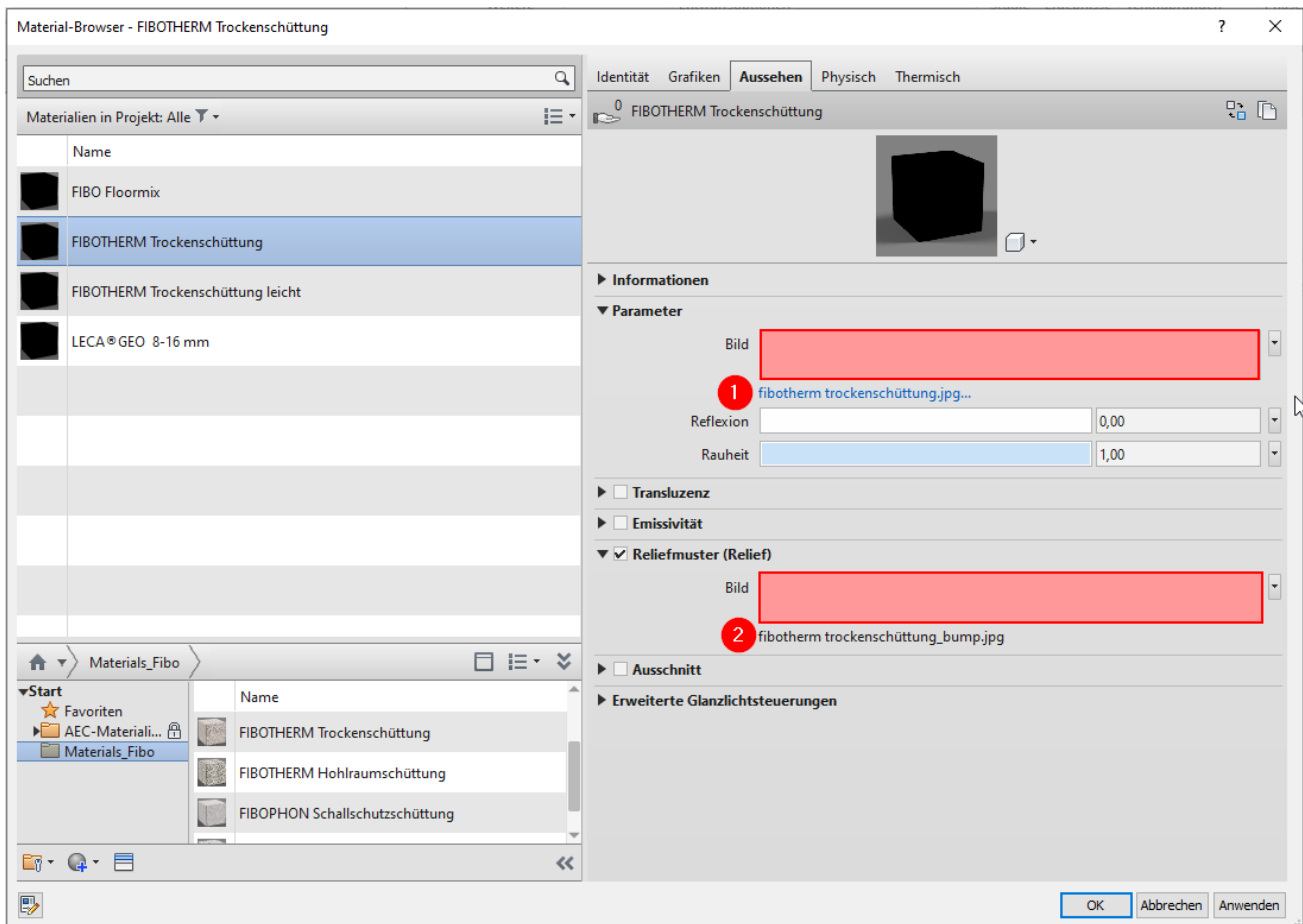 Material-Browser - FIBOTHERM Trockenschüttung
?
Suchen
Materialien in Projekt: Alle
Name
FIBO Floormix
FIBOTHERM Trockenschüttung
FIBOTHERM Trockenschüttung leicht
LECA®GEO 8-16 mm
Materials_Fibo
Start
Favoriten
AEC-Materiali...
Materials_Fibo
Name
FIBOTHERM Trockenschüttung
FIBOTHERM Hohlraumschüttung
FIBOPHON Schallschutzschüttung
Identität Grafiken Aussehen Physisch Thermisch
0 FIBOTHERM Trockenschüttung
Informationen
Parameter
Bild
1 fibotherm trockenschüttung.jpg...
Reflexion 0,00
Rauheit 1,00
Transluzenz
Emissivität
Reliefmuster (Relief)
Bild
2 fibotherm trockenschüttung_bump.jpg
Ausschnitt
Erweiterte Glanzlichtsteuerungen
OK Abbrechen Anwenden